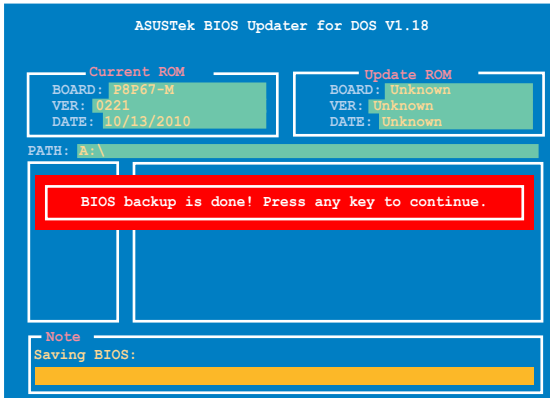 ASUSTek BIOS Updater for DOS V1.18
Current ROM
BOARD: P8P67-M
VER: 0221
DATE: 10/13/2010
Update ROM
BOARD: Unknown
VER: Unknown
DATE: Unknown
PATH: A:\
BIOS backup is done! Press any key to continue.
Note
Saving BIOS: